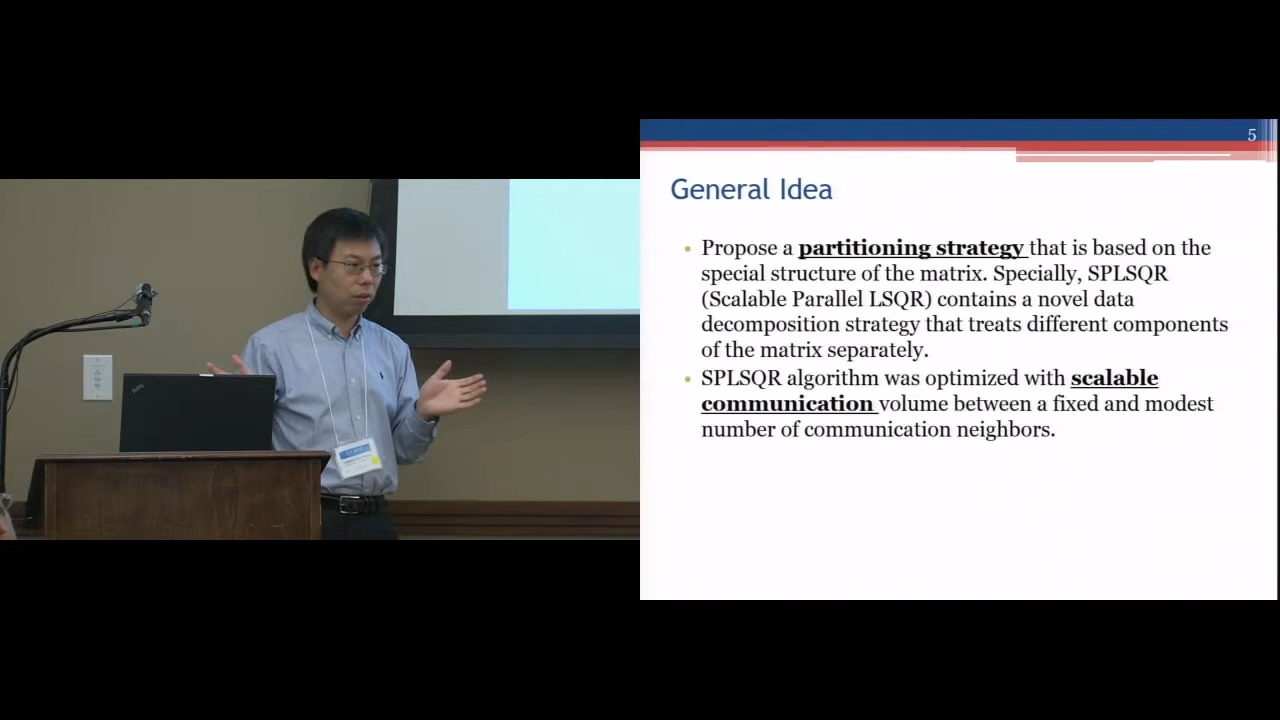 5
General Idea
• Propose a partitioning strategy that is based on the
special structure of the matrix. Specially, SPLSQR
(Scalable Parallel LSQR) contains a novel data
decomposition strategy that treats different components
of the matrix separately.
• SPLSQR algorithm was optimized with scalable
communication volume between a fixed and modest
number of communication neighbors.